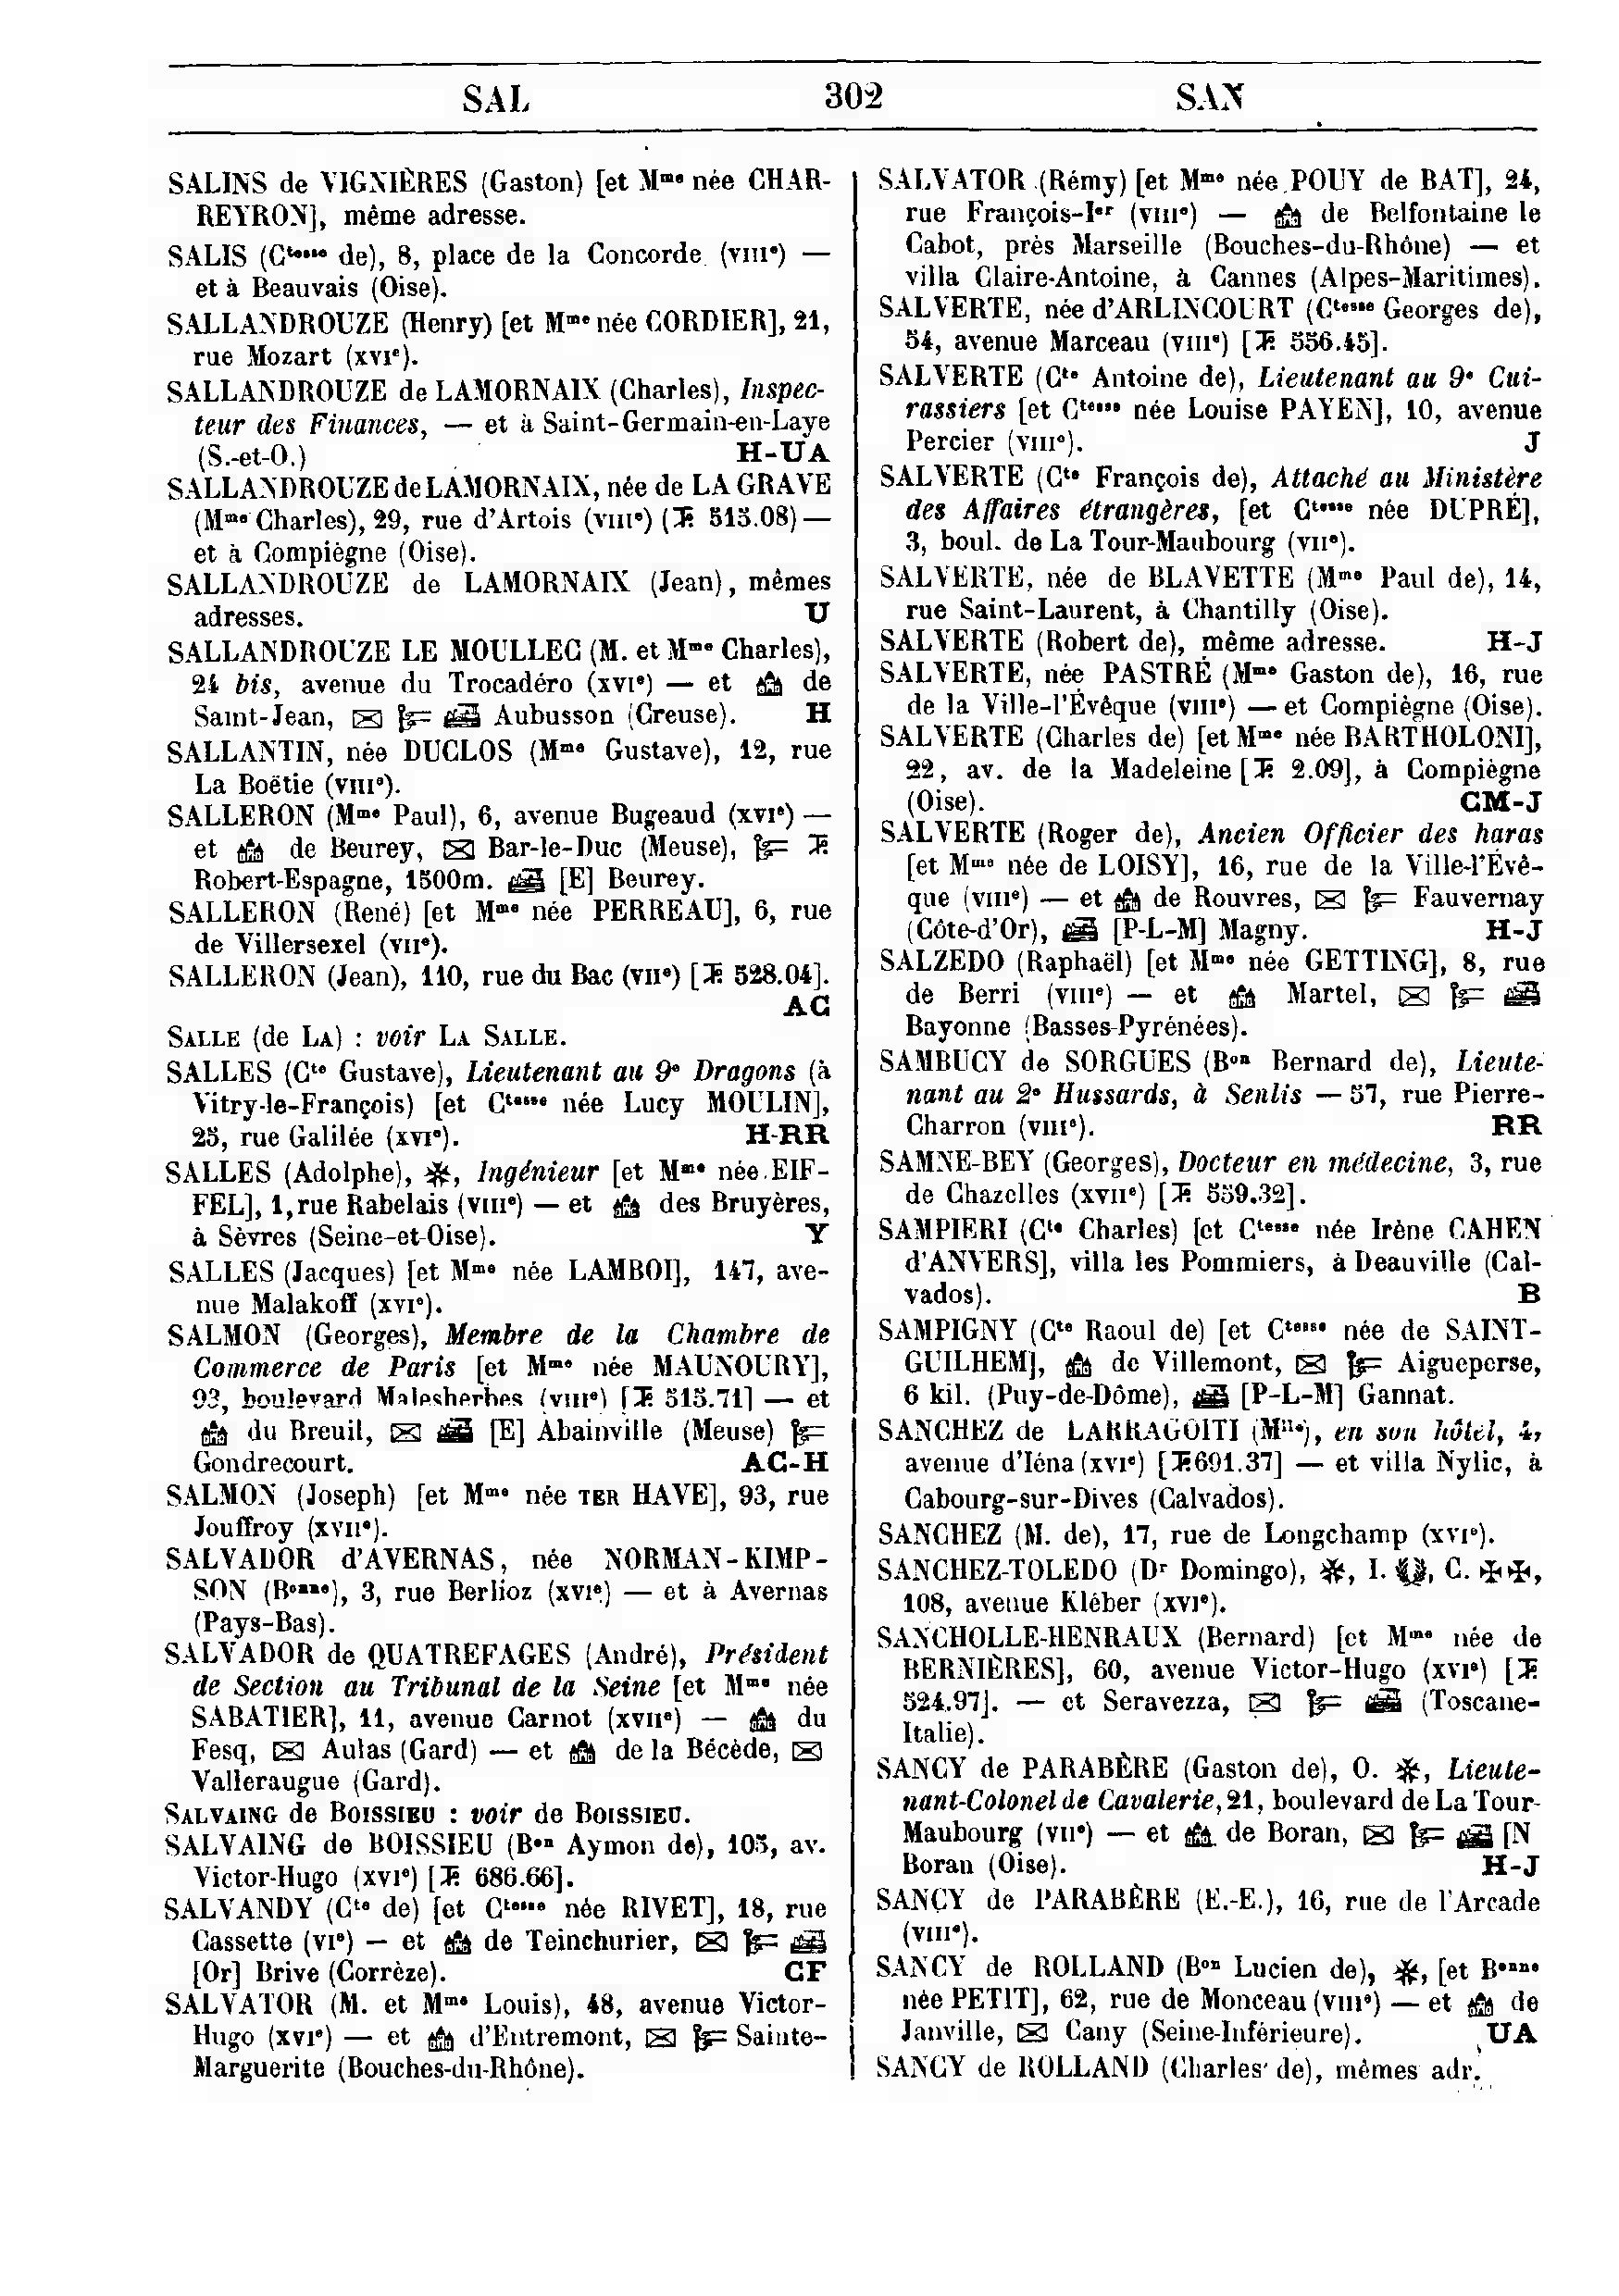 SAL 302 SAN
SALINS de VIGNIÈRES (Gaston) [et Mme née CHAR-
REYRON], même adresse.
SALIS (Ctesse de), 8, place de la Concorde (VIIIe) —
et à Beauvais (Oise).
SALLANDROUZE (Henry) [et Mme née CORDIER], 21,
rue Mozart (XVIe).
SALLANDROUZE de LAMORNAIX (Charles), Inspec-
teur des Finances, — et à Saint-Germain-en-Laye
(S.-et-O.) H-UA
SALLANDROUZE de LAMORNAIX, née de LA GRAVE
(Mme Charles), 29, rue d'Artois (VIIIe) (T. 515.08) —
et à Compiègne (Oise).
SALLANDROUZE de LAMORNAIX (Jean), mêmes
adresses. U
SALLANDROUZE LE MOULLEC (M. et Mme Charles),
24 bis, avenue du Trocadéro (XVIe) — et de
Saint-Jean, Aubusson (Creuse). H
SALLANTIN, née DUCLOS (Mme Gustave), 12, rue
La Boëtie (VIIIe).
SALLERON (Mme Paul), 6, avenue Bugeaud (XVIe) —
et de Beurey, Bar-le-Duc (Meuse), T.
Robert-Espagne, 1500m. [E] Beurey.
SALLERON (René) [et Mme née PERREAU], 6, rue
de Villersexel (VIIe).
SALLERON (Jean), 110, rue du Bac (VIIe) [T. 528.04].
AC
SALLE (de LA) : voir LA SALLE.
SALLES (Cte Gustave), Lieutenant au 9e Dragons (à
Vitry-le-François) [et Ctesse née Lucy MOULIN],
25, rue Galilée (XVIe). H-RR
SALLES (Adolphe), ✻, Ingénieur [et Mme née EIF-
FEL], 1, rue Rabelais (VIIIe) — et des Bruyères,
à Sèvres (Seine-et-Oise). Y
SALLES (Jacques) [et Mme née LAMBOI], 147, ave-
nue Malakoff (XVIe).
SALMON (Georges), Membre de la Chambre de
Commerce de Paris [et Mme née MAUNOURY],
93, boulevard Malesherbes (VIIIe) [T. 515.71] — et
du Breuil, [E] Abainville (Meuse)
Gondrecourt. AC-H
SALMON (Joseph) [et Mme née TER HAVE], 93, rue
Jouffroy (XVIIe).
SALVADOR d'AVERNAS, née NORMAN-KIMP-
SON (Bonne), 3, rue Berlioz (XVIe) — et à Avernas
(Pays-Bas).
SALVADOR de QUATREFAGES (André), Président
de Section au Tribunal de la Seine [et Mme née
SABATIER], 11, avenue Carnot (XVIIe) — du
Fesq, Aulas (Gard) — et de la Bécède,
Valleraugue (Gard).
SALVAING de BOISSIEU : voir de BOISSIEU.
SALVAING de BOISSIEU (Bon Aymon de), 105, av.
Victor-Hugo (XVIe) [T. 686.66].
SALVANDY (Cte de) [et Ctesse née RIVET], 18, rue
Cassette (VIe) — et de Teinchurier,
[Or] Brive (Corrèze). CF
SALVATOR (M. et Mme Louis), 48, avenue Victor-
Hugo (XVIe) — et d'Entremont, Sainte-
Marguerite (Bouches-du-Rhône).
SALVATOR (Rémy) [et Mme née POUY de BAT], 24,
rue François-Ier (VIIIe) — de Belfontaine le
Cabot, près Marseille (Bouches-du-Rhône) — et
villa Claire-Antoine, à Cannes (Alpes-Maritimes).
SALVERTE, née d'ARLINCOURT (Ctesse Georges de),
54, avenue Marceau (VIIIe) [T. 556.45].
SALVERTE (Cte Antoine de), Lieutenant au 9e Cui-
rassiers [et Ctesse née Louise PAYEN], 10, avenue
Percier (VIIIe). J
SALVERTE (Cte François de), Attaché au Ministère
des Affaires étrangères, [et Ctesse née DUPRÉ],
3, boul. de La Tour-Maubourg (VIIe).
SALVERTE, née de BLAVETTE (Mme Paul de), 14,
rue Saint-Laurent, à Chantilly (Oise).
SALVERTE (Robert de), même adresse. H-J
SALVERTE, née PASTRÉ (Mme Gaston de), 16, rue
de la Ville-l'Évêque (VIIIe) — et Compiègne (Oise).
SALVERTE (Charles de) [et Mme née BARTHOLONI],
22, av. de la Madeleine [T. 2.09], à Compiègne
(Oise). CM-J
SALVERTE (Roger de), Ancien Officier des haras
[et Mme née de LOISY], 16, rue de la Ville-l'Évê-
que (VIIIe) — et de Rouvres, Fauvernay
(Côte-d'Or), [P-L-M] Magny. H-J
SALZEDO (Raphaël) [et Mme née GETTING], 8, rue
de Berri (VIIIe) — et Martel,
Bayonne (Basses-Pyrénées).
SAMBUCY de SORGUES (Bon Bernard de), Lieute-
nant au 2e Hussards, à Senlis — 57, rue Pierre-
Charron (VIIIe). RR
SAMNE-BEY (Georges), Docteur en médecine, 3, rue
de Chazelles (XVIIe) [T. 559.32].
SAMPIERI (Cte Charles) [et Ctesse née Irène CAHEN
d'ANVERS], villa les Pommiers, à Deauville (Cal-
vados). B
SAMPIGNY (Cte Raoul de) [et Ctesse née de SAINT-
GUILHEM], de Villemont, Aigueperse,
6 kil. (Puy-de-Dôme), [P-L-M] Gannat.
SANCHEZ de LARRAGOITI (Mlle), en son hôtel, 4,
avenue d'Iéna (XVIe) [T. 691.37] — et villa Nylic, à
Cabourg-sur-Dives (Calvados).
SANCHEZ (M. de), 17, rue de Longchamp (XVIe).
SANCHEZ-TOLEDO (Dr Domingo), ✻, I. , C. ✠✠,
108, avenue Kléber (XVIe).
SANCHOLLE-HENRAUX (Bernard) [et Mme née de
BERNIÈRES], 60, avenue Victor-Hugo (XVIe) [T.
524.97]. — et Seravezza, (Toscane-
Italie).
SANCY de PARABÈRE (Gaston de), O. ✻, Lieute-
nant-Colonel de Cavalerie, 21, boulevard de La Tour-
Maubourg (VIIe) — et de Boran, [N
Boran (Oise). H-J
SANCY de PARABÈRE (E.-E.), 16, rue de l'Arcade
(VIIIe).
SANCY de ROLLAND (Bon Lucien de), ✻, [et Bonne
née PETIT], 62, rue de Monceau (VIIIe) — et de
Janville, Cany (Seine-Inférieure). UA
SANCY de ROLLAND (Charles de), mêmes adr.